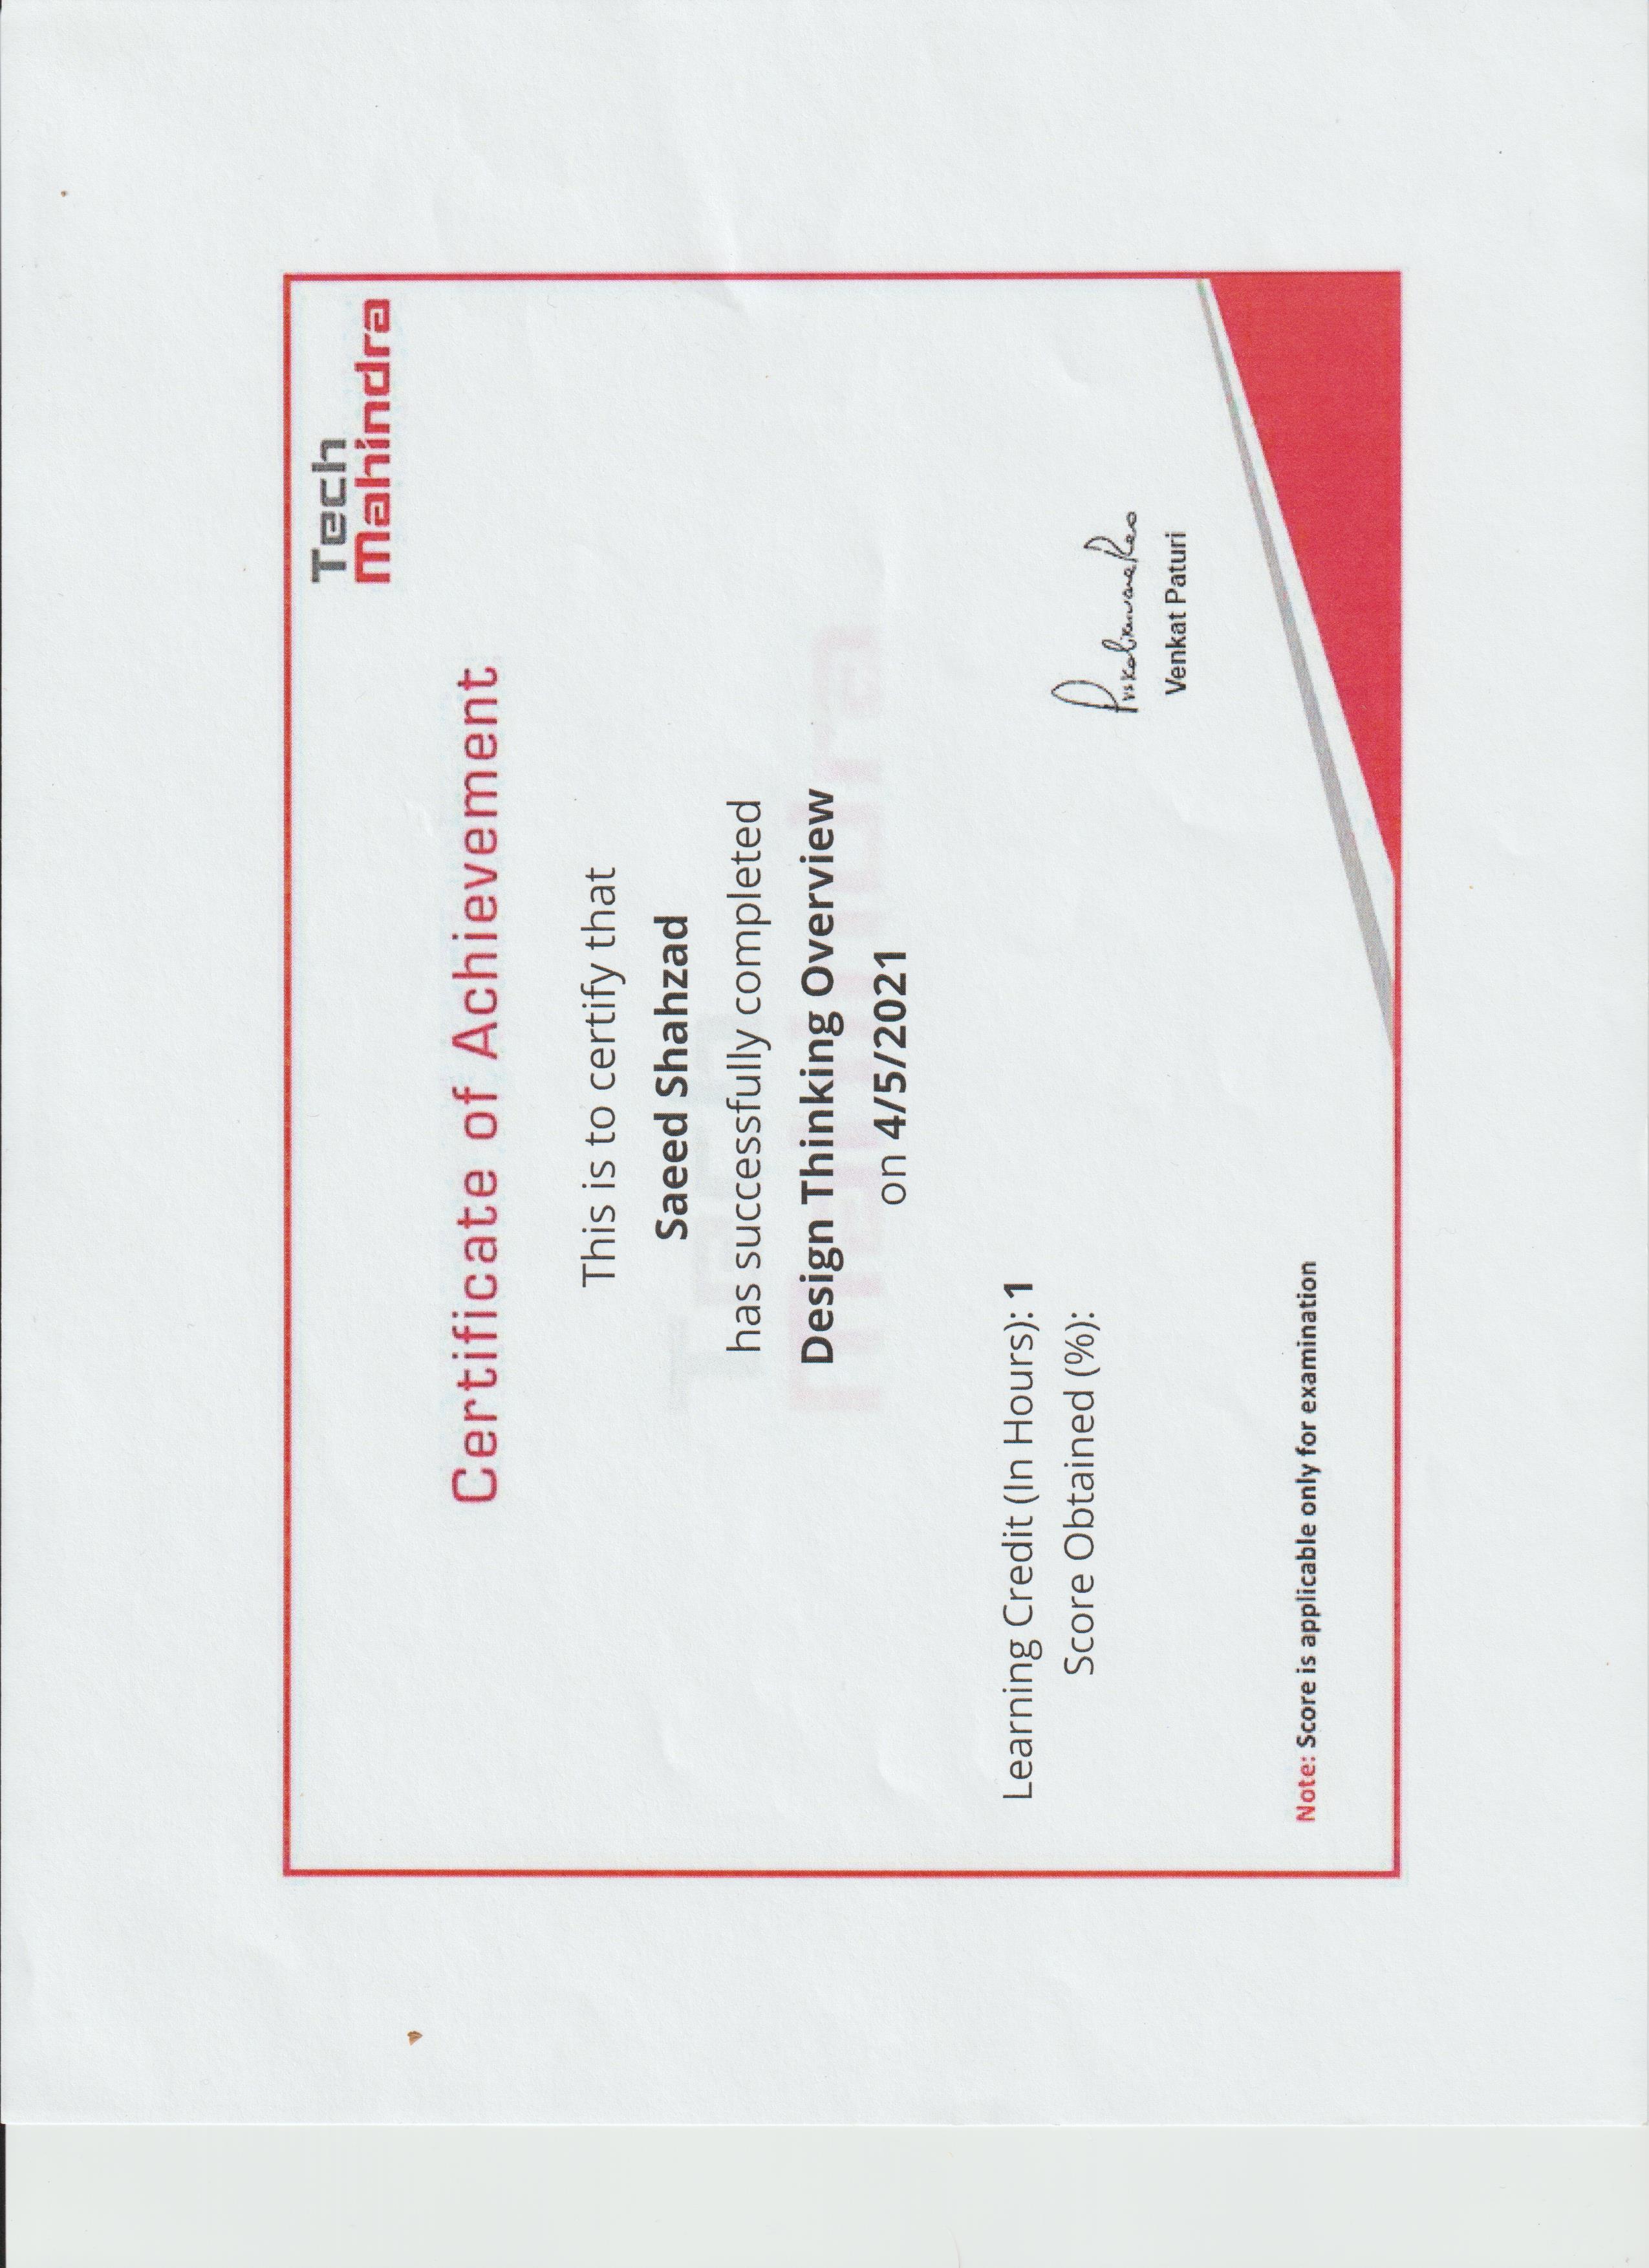 Tech
Mahindra
Certificate of Achievement
This is to certify that
Saeed Shahzad
has successfully completed
Design Thinking Overview
on 4/5/2021
Learning Credit (In Hours): 1
Score Obtained (%):
Venkat Paturi
Note: Score is applicable only for examination